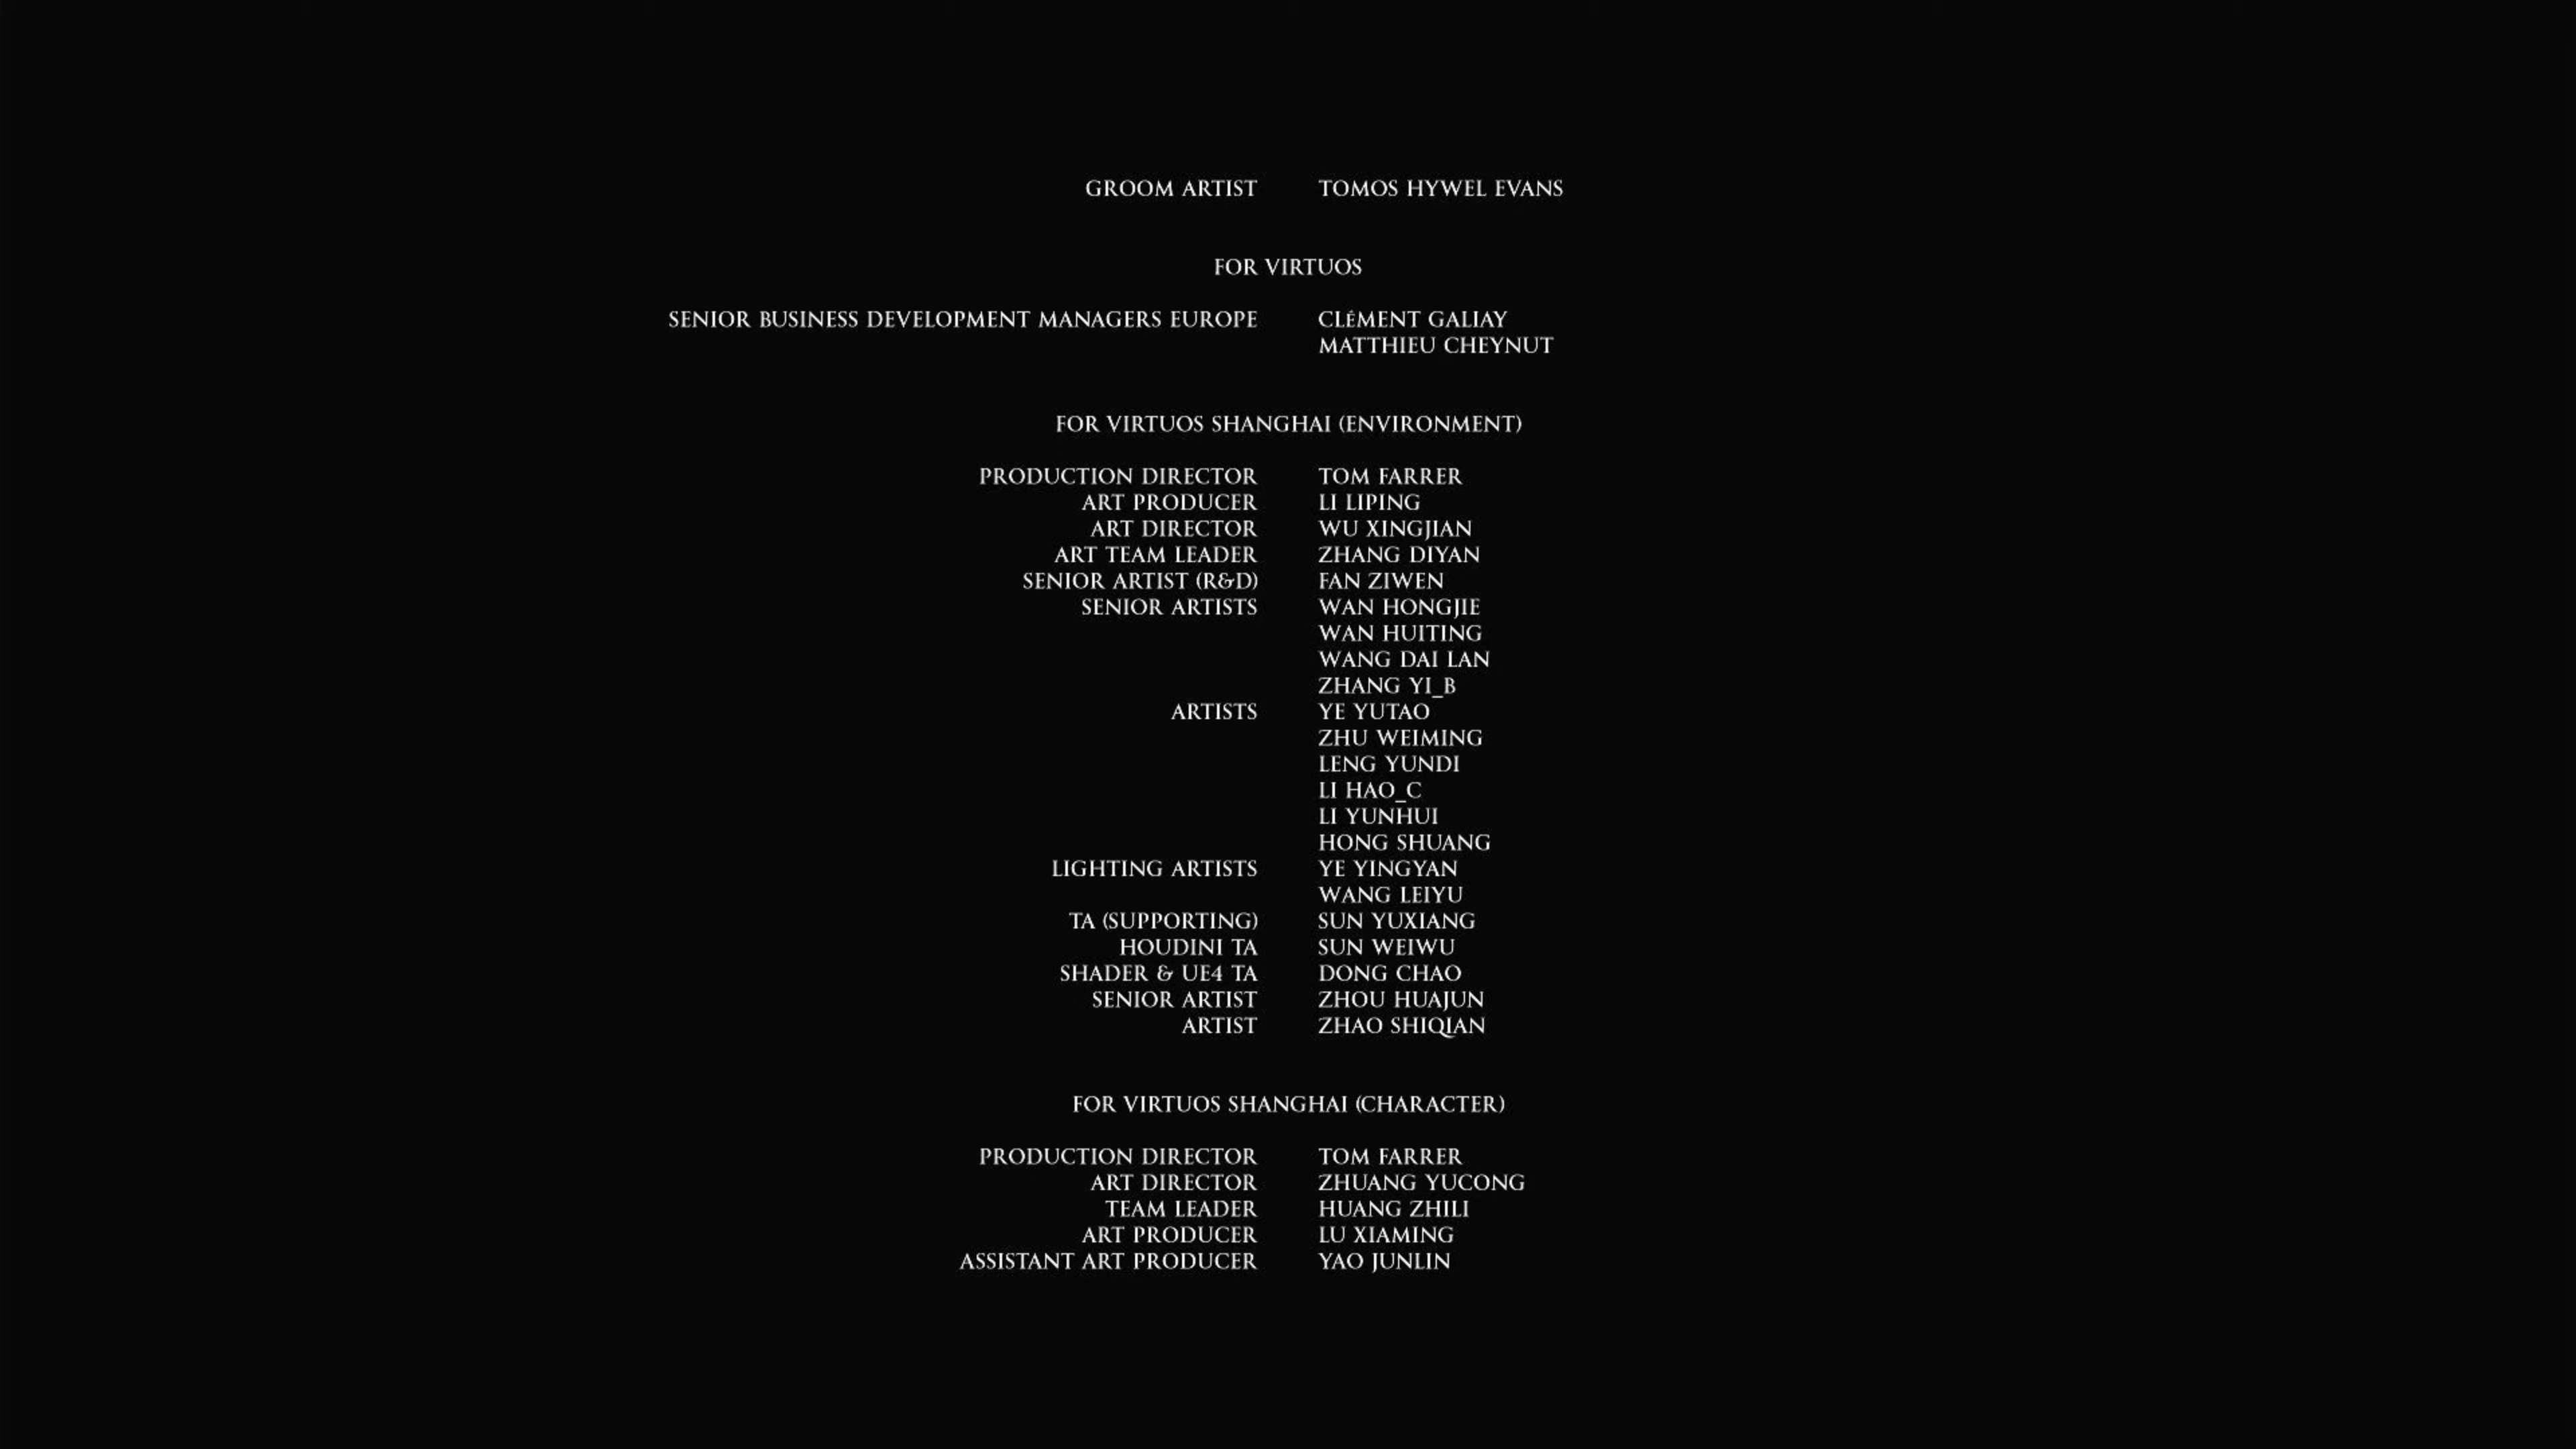 GROOM ARTIST TOMOS HYWEL EVANS
FOR VIRTUOS
SENIOR BUSINESS DEVELOPMENT MANAGERS EUROPE CLÉMENT GALIAY
MATTHIEU CHEYNUT
FOR VIRTUOS SHANGHAI (ENVIRONMENT)
PRODUCTION DIRECTOR TOM FARRER
ART PRODUCER LI LIPING
ART DIRECTOR WU XINGJIAN
ART TEAM LEADER ZHANG DIYAN
SENIOR ARTIST (R&D) FAN ZIWEN
SENIOR ARTISTS WAN HONGJIE
WAN HUITING
WANG DAI LAN
ZHANG YI_B
ARTISTS YE YUTAO
ZHU WEIMING
LENG YUNDI
LI HAO_C
LI YUNHUI
HONG SHUANG
LIGHTING ARTISTS YE YINGYAN
WANG LEIYU
TA (SUPPORTING) SUN YUXIANG
HOUDINI TA SUN WEIWU
SHADER & UE4 TA DONG CHAO
SENIOR ARTIST ZHOU HUAJUN
ARTIST ZHAO SHIQIAN
FOR VIRTUOS SHANGHAI (CHARACTER)
PRODUCTION DIRECTOR TOM FARRER
ART DIRECTOR ZHUANG YUCONG
TEAM LEADER HUANG ZHILI
ART PRODUCER LU XIAMING
ASSISTANT ART PRODUCER YAO JUNLIN